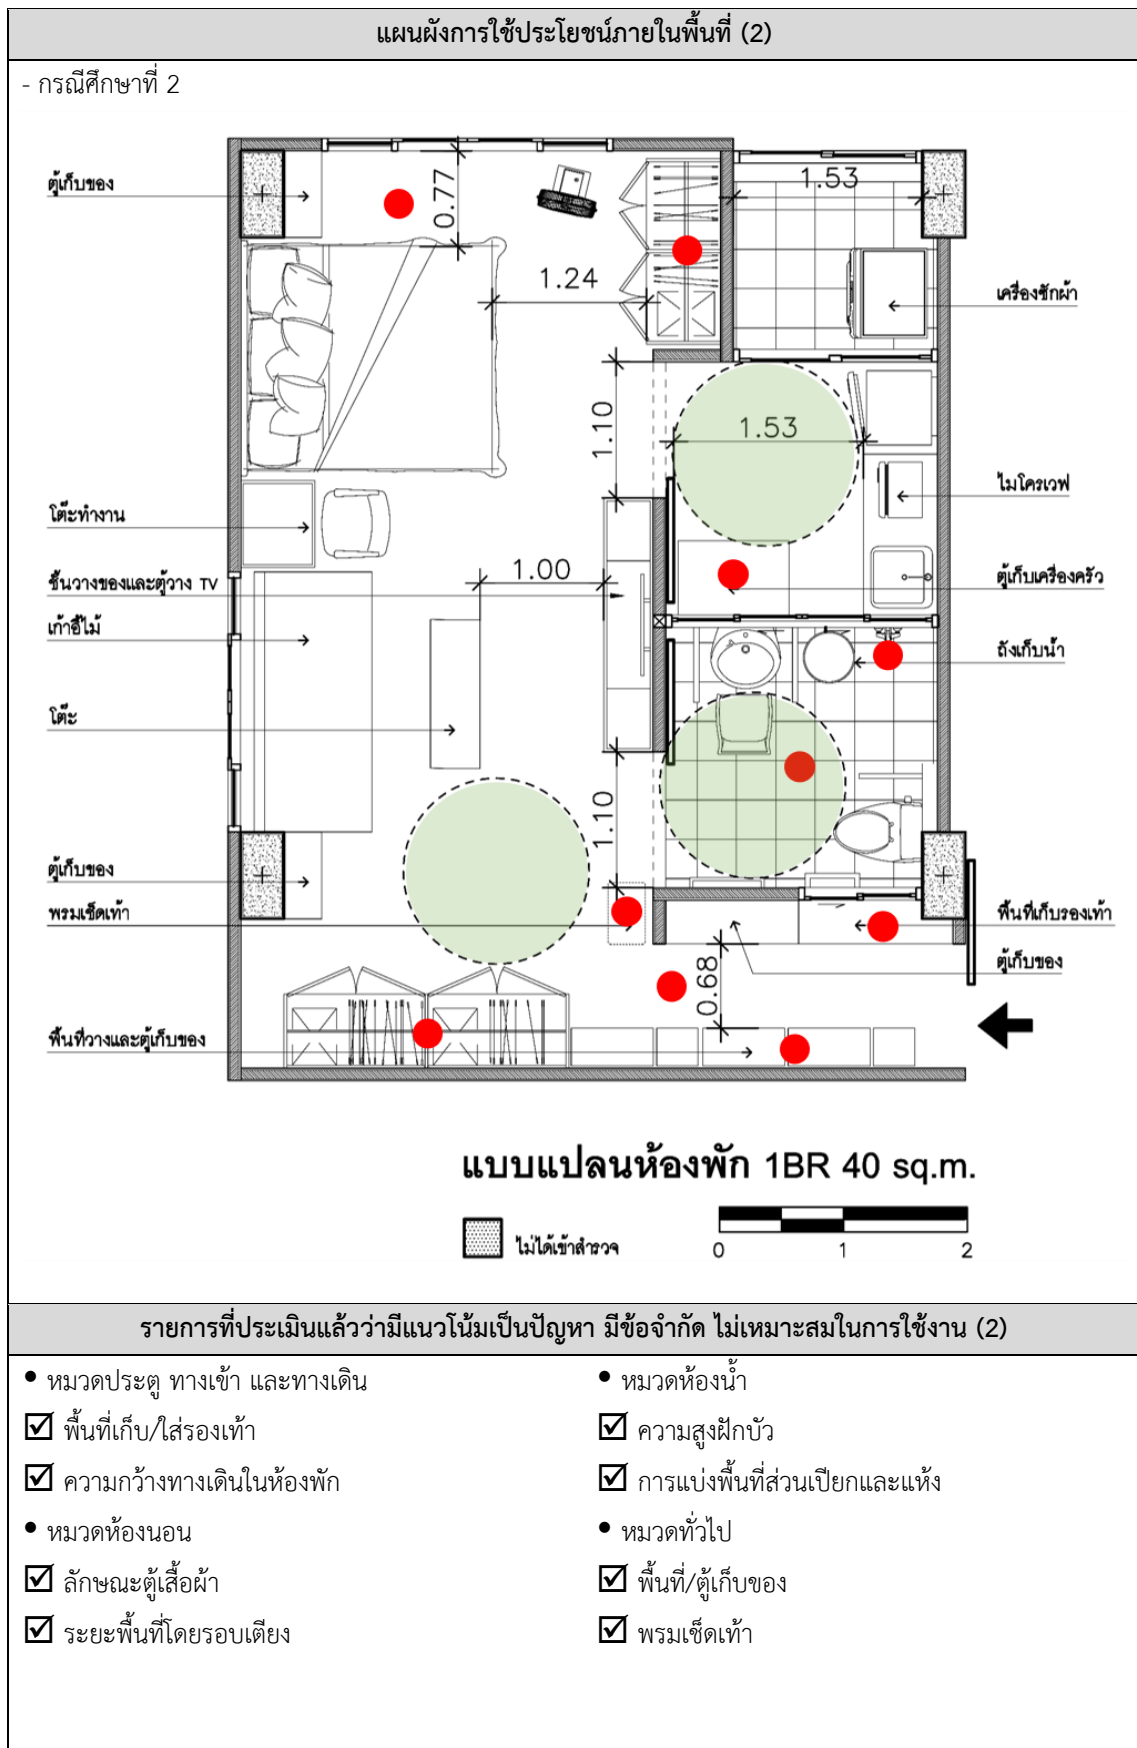 แผนผังการใช้ประโยชน์ภายในพื้นที่ (2)
- กรณีศึกษาที่ 2
ตู้เก็บของ
0.77
1.53
1.24
เครื่องซักผ้า
1.10
1.53
ไมโครเวฟ
โต๊ะทำงาน
1.00
ชั้นวางของและตู้วาง TV
ตู้เก็บเครื่องครัว
เก้าอี้ไม้
ถังเก็บน้ำ
โต๊ะ
1.10
ตู้เก็บของ
พรมเช็ดเท้า
พื้นที่เก็บรองเท้า
ตู้เก็บของ
0.68
พื้นที่วางและตู้เก็บของ
แบบแปลนห้องพัก 1BR 40 sq.m.
ไม่ได้เข้าสำรวจ
0 1 2
รายการที่ประเมินแล้วว่ามีแนวโน้มเป็นปัญหา มีข้อจำกัด ไม่เหมาะสมในการใช้งาน (2)
• หมวดประตู ทางเข้า และทางเดิน
☑ พื้นที่เก็บ/ใส่รองเท้า
☑ ความกว้างทางเดินในห้องพัก
• หมวดห้องนอน
☑ ลักษณะตู้เสื้อผ้า
☑ ระยะพื้นที่โดยรอบเตียง
• หมวดห้องน้ำ
☑ ความสูงฝักบัว
☑ การแบ่งพื้นที่ส่วนเปียกและแห้ง
• หมวดทั่วไป
☑ พื้นที่/ตู้เก็บของ
☑ พรมเช็ดเท้า